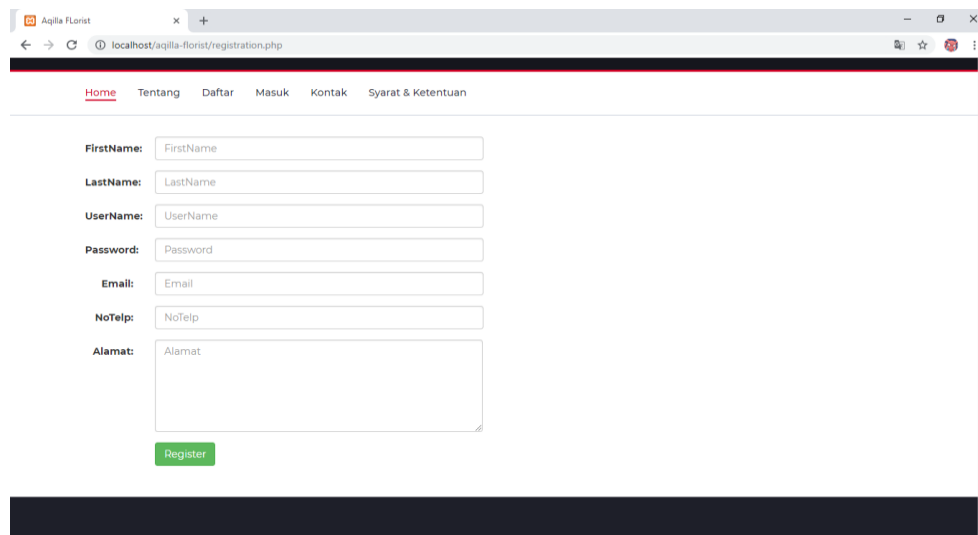 Aqilla FLorist
localhost/aqilla-florist/registration.php
Home Tentang Daftar Masuk Kontak Syarat & Ketentuan
FirstName: FirstName
LastName: LastName
UserName: UserName
Password: Password
Email: Email
NoTelp: NoTelp
Alamat: Alamat
Register